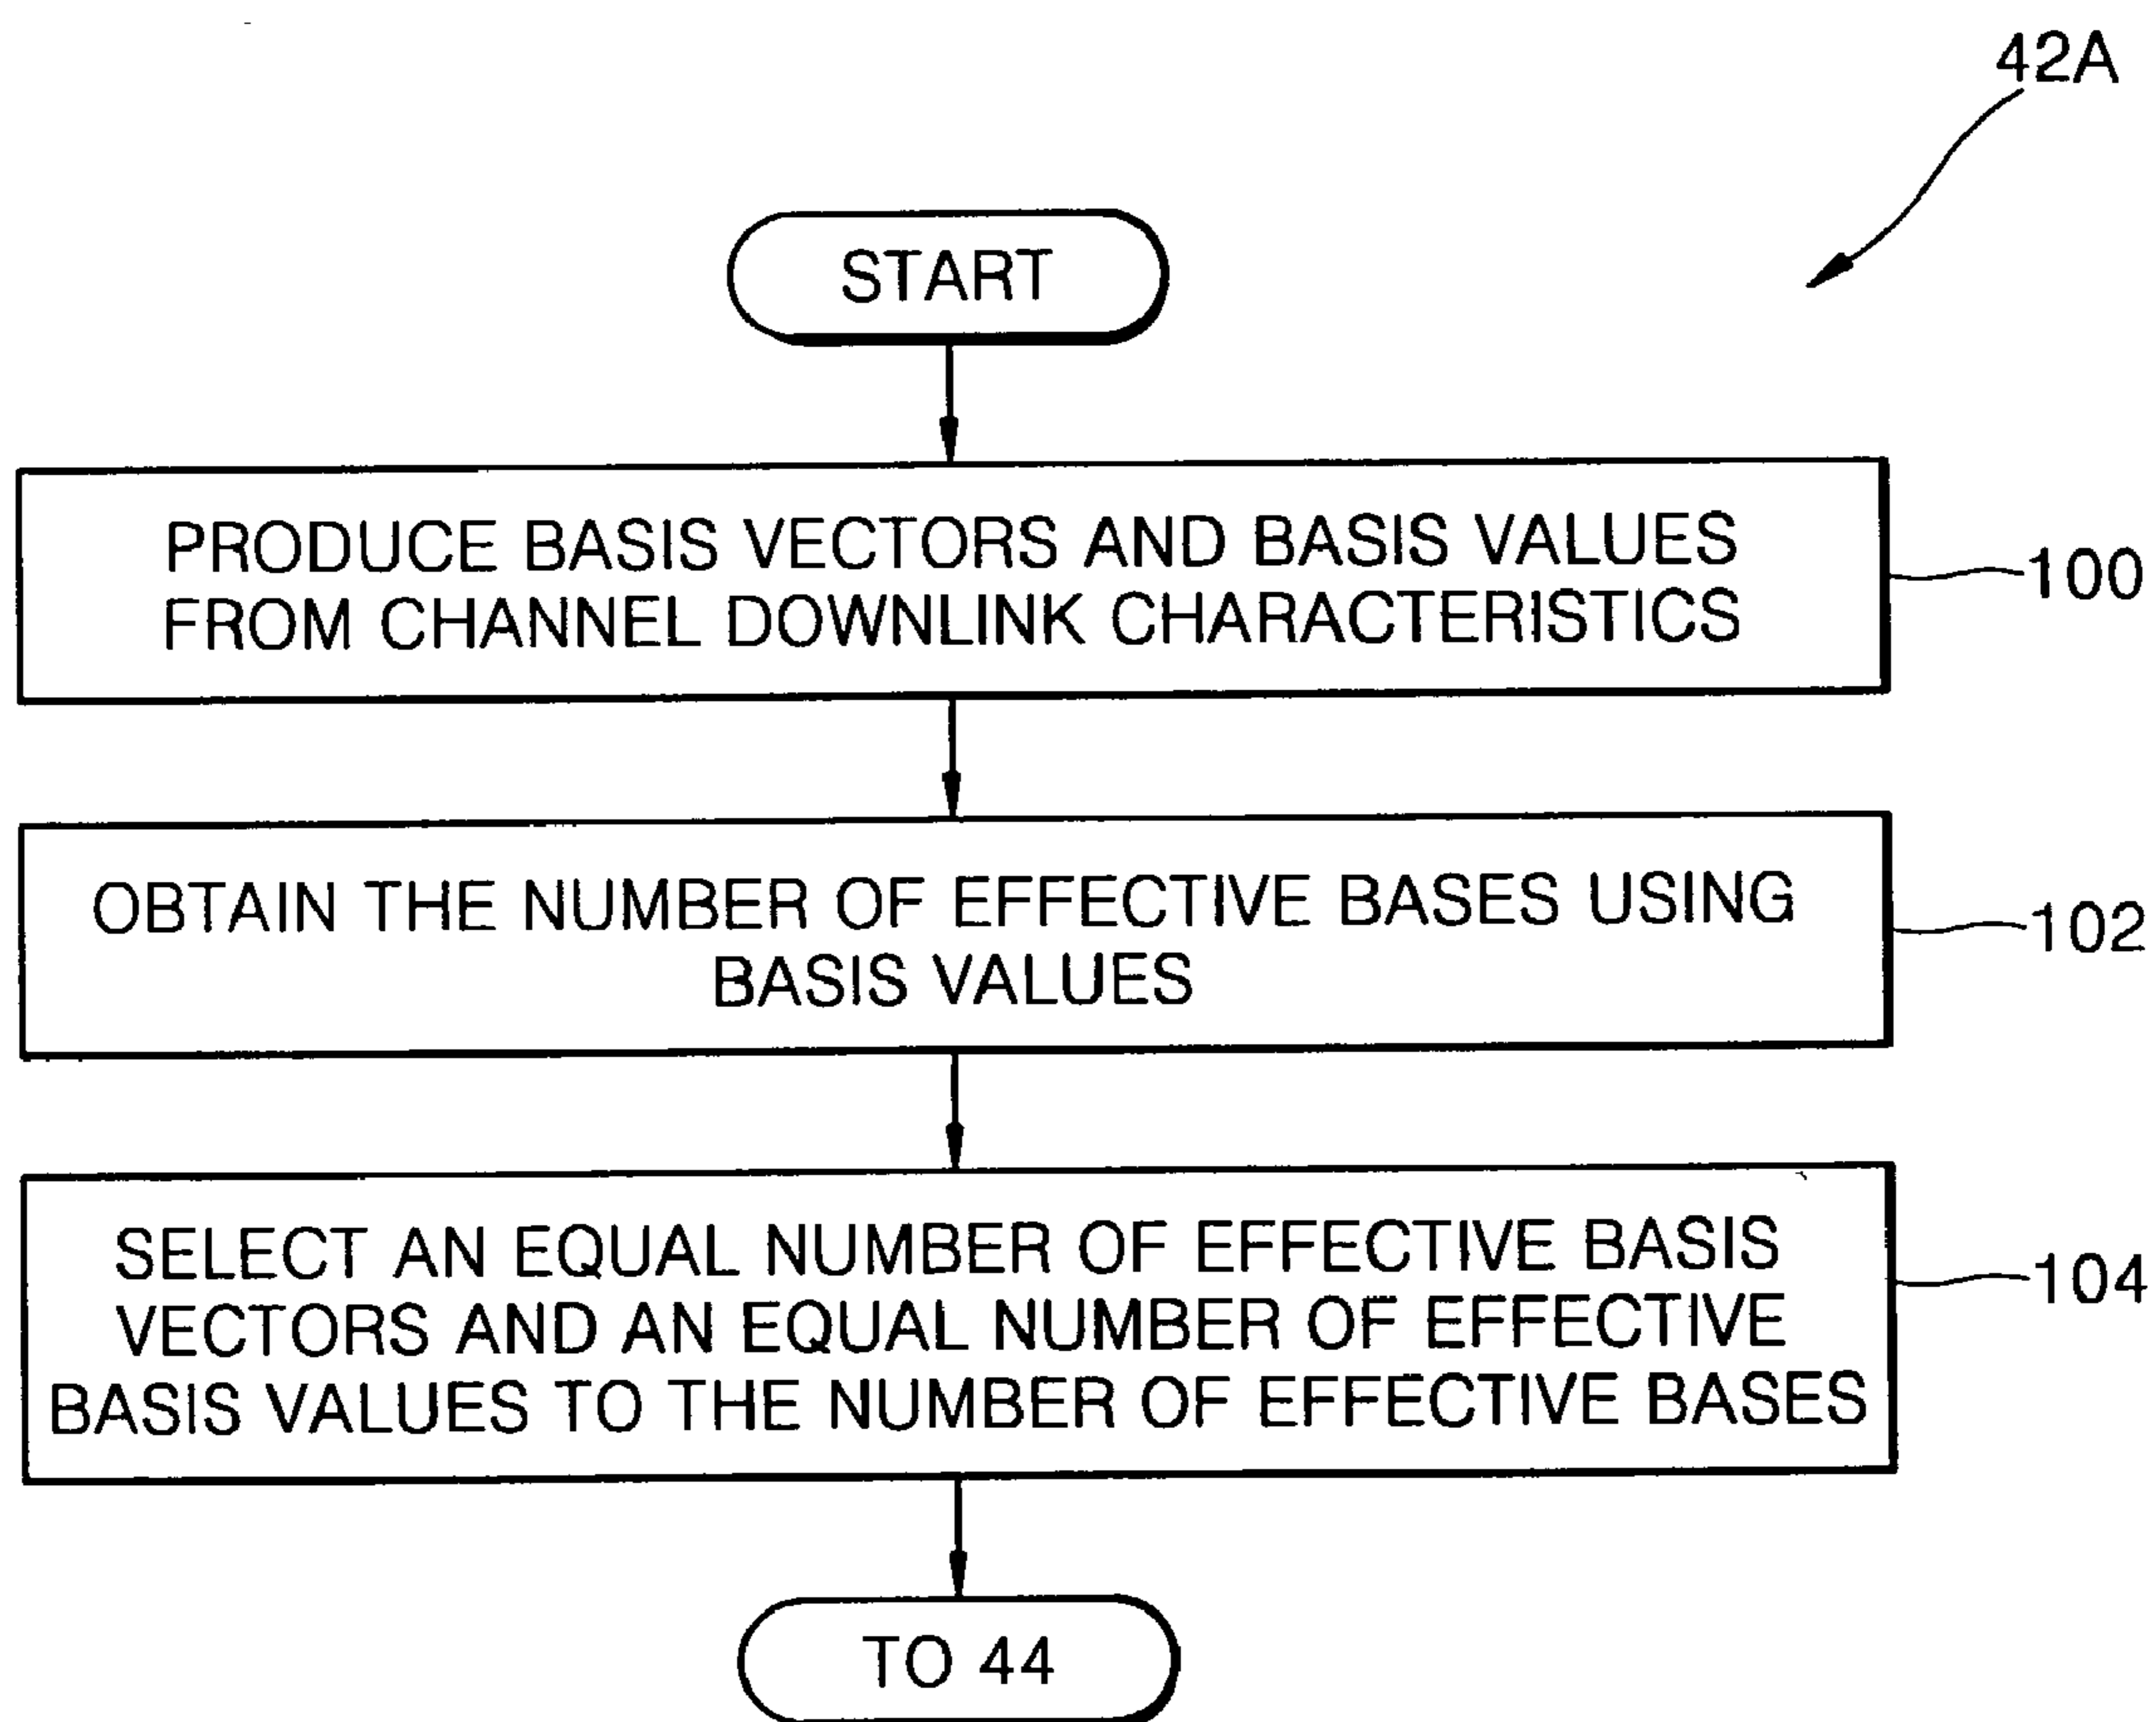 42A
START
PRODUCE BASIS VECTORS AND BASIS VALUES
FROM CHANNEL DOWNLINK CHARACTERISTICS
100
OBTAIN THE NUMBER OF EFFECTIVE BASES USING
BASIS VALUES
102
SELECT AN EQUAL NUMBER OF EFFECTIVE BASIS
VECTORS AND AN EQUAL NUMBER OF EFFECTIVE
BASIS VALUES TO THE NUMBER OF EFFECTIVE BASES
104
TO 44